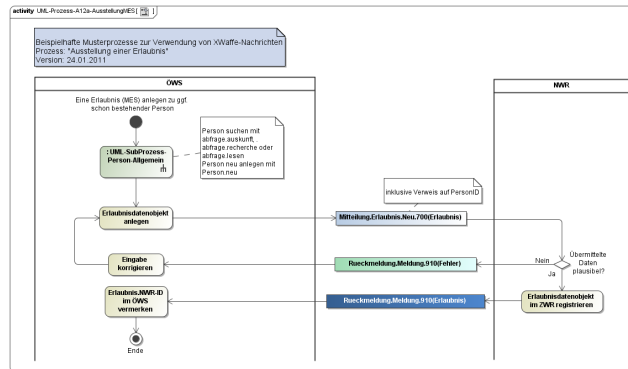 activity UML-Prozess-A12a-AusstellungMES [ ]
Beispielhafte Musterprozesse zur Verwendung von XWaffe-Nachrichten
Prozess: "Ausstellung einer Erlaubnis"
Version: 24.01.2011
ÖWS
NWR
Eine Erlaubnis (MES) anlegen zu ggf.
schon bestehender Person
: UML-SubProzess-
Person-Allgemein
Person suchen mit
abfrage.auskunft, .
abfrage.recherche oder
abfrage.lesen
Person neu anlegen mit
Person.neu
inklusive Verweis auf PersonID
Erlaubnisdatenobjekt
anlegen
Mitteilung.Erlaubnis.Neu.700(Erlaubnis)
Eingabe
korrigieren
Rueckmeldung.Meldung.910(Fehler)
Nein
Übermittelte
Daten
plausibel?
Ja
Erlaubnis.NWR-ID
in ÖWS
vermerken
Rueckmeldung.Meldung.910(Erlaubnis)
Erlaubnisdatenobjekt
im ZWR registrieren
Ende